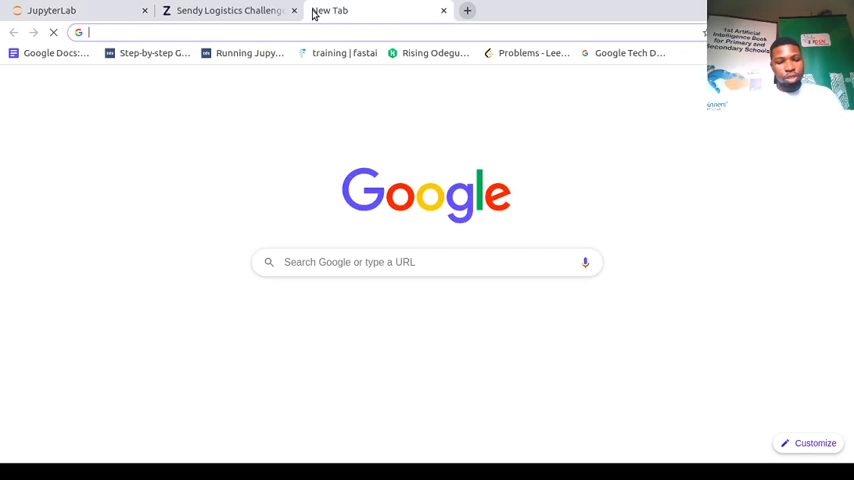 JupyterLab
Sendy Logistics Challenge
New Tab
Google Docs:...
Step-by-step G...
Running Jupy...
training | fastai
Rising Odegu...
Problems - Lee...
Google Tech D...
1st Artificial
Intelligence Book
for Primary and
Secondary Schools
Google
Search Google or type a URL
Customize